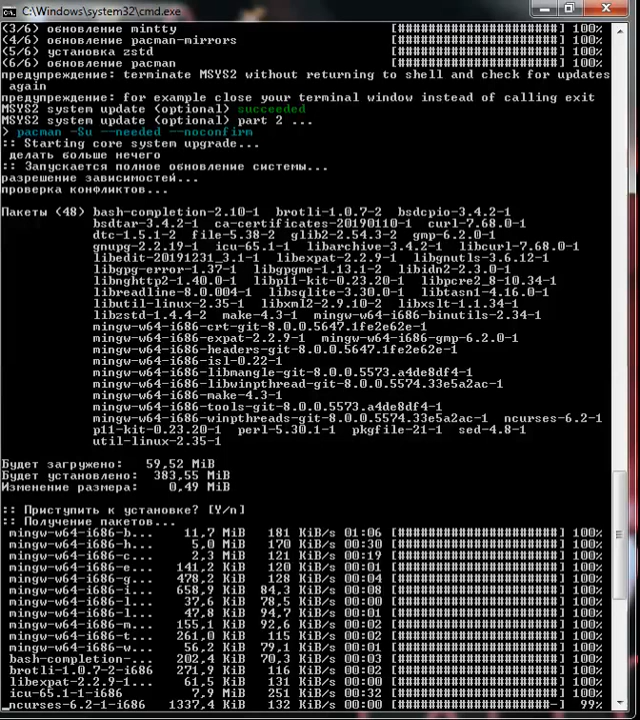 C:\Windows\system32\cmd.exe
(3/6) обновление mintty [######################] 100%
(4/6) обновление pacman-mirrors [######################] 100%
(5/6) установка zstd [######################] 100%
(6/6) обновление pacman [######################] 100%
предупреждение: terminate MSYS2 without returning to shell and check for updates
again
предупреждение: for example close your terminal window instead of calling exit
MSYS2 system update (optional) succeeded
MSYS2 system update (optional) part 2 ...
> pacman -Su --needed --noconfirm
:: Starting core system upgrade...
делать больше нечего
:: Запускается полное обновление системы...
разрешение зависимостей...
проверка конфликтов...
Пакеты (48) bash-completion-2.10-1 brotli-1.0.7-2 bsdcpio-3.4.2-1
bsdtar-3.4.2-1 ca-certificates-20190110-1 curl-7.68.0-1
dtc-1.5.1-2 file-5.38-2 glib2-2.54.3-2 gmp-6.2.0-1
gnupg-2.2.19-1 icu-65.1-1 libarchive-3.4.2-1 libcurl-7.68.0-1
libedit-20191231_3.1-1 libexpat-2.2.9-1 libgnutls-3.6.12-1
libgpg-error-1.37-1 libgpgme-1.13.1-2 libidn2-2.3.0-1
libnghttp2-1.40.0-1 libp11-kit-0.23.20-1 libpcre2_8-10.34-1
libreadline-8.0.004-1 libsqlite-3.30.0-1 libtasn1-4.16.0-1
libutil-linux-2.35-1 libxml2-2.9.10-2 libxslt-1.1.34-1
libzstd-1.4.4-2 make-4.3-1 mingw-w64-i686-binutils-2.34-1
mingw-w64-i686-crt-git-8.0.0.5647.1fe2e62e-1
mingw-w64-i686-expat-2.2.9-1 mingw-w64-i686-gmp-6.2.0-1
mingw-w64-i686-headers-git-8.0.0.5647.1fe2e62e-1
mingw-w64-i686-isl-0.22-1
mingw-w64-i686-libmangle-git-8.0.0.5573.a4de8df4-1
mingw-w64-i686-libwinpthread-git-8.0.0.5574.33e5a2ac-1
mingw-w64-i686-make-4.3-1
mingw-w64-i686-tools-git-8.0.0.5573.a4de8df4-1
mingw-w64-i686-winpthreads-git-8.0.0.5574.33e5a2ac-1 ncurses-6.2-1
p11-kit-0.23.20-1 perl-5.30.1-1 pkgfile-21-1 sed-4.8-1
util-linux-2.35-1
Будет загружено: 59,52 MiB
Будет установлено: 383,55 MiB
Изменение размера: 0,49 MiB
:: Приступить к установке? [Y/n]
:: Получение пакетов...
mingw-w64-i686-b... 11,7 MiB 181 KiB/s 01:06 [######################] 100%
mingw-w64-i686-h... 5,0 MiB 170 KiB/s 00:30 [######################] 100%
mingw-w64-i686-c... 2,3 MiB 121 KiB/s 00:19 [######################] 100%
mingw-w64-i686-e... 141,2 KiB 120 KiB/s 00:01 [######################] 100%
mingw-w64-i686-g... 478,2 KiB 128 KiB/s 00:04 [######################] 100%
mingw-w64-i686-i... 658,9 KiB 84,3 KiB/s 00:08 [######################] 100%
mingw-w64-i686-l... 37,6 KiB 78,5 KiB/s 00:00 [######################] 100%
mingw-w64-i686-l... 47,8 KiB 94,7 KiB/s 00:01 [######################] 100%
mingw-w64-i686-m... 155,1 KiB 92,6 KiB/s 00:02 [######################] 100%
mingw-w64-i686-t... 261,0 KiB 115 KiB/s 00:02 [######################] 100%
mingw-w64-i686-w... 56,2 KiB 79,1 KiB/s 00:01 [######################] 100%
bash-completion-... 202,4 KiB 70,3 KiB/s 00:03 [######################] 100%
brotli-1.0.7-2-i686 271,9 KiB 116 KiB/s 00:02 [######################] 100%
libexpat-2.2.9-1... 61,5 KiB 131 KiB/s 00:00 [######################] 100%
icu-65.1-1-i686 7,9 MiB 251 KiB/s 00:32 [######################] 100%
ncurses-6.2-1-i686 1337,4 KiB 132 KiB/s 00:00 [#####################-] 99%